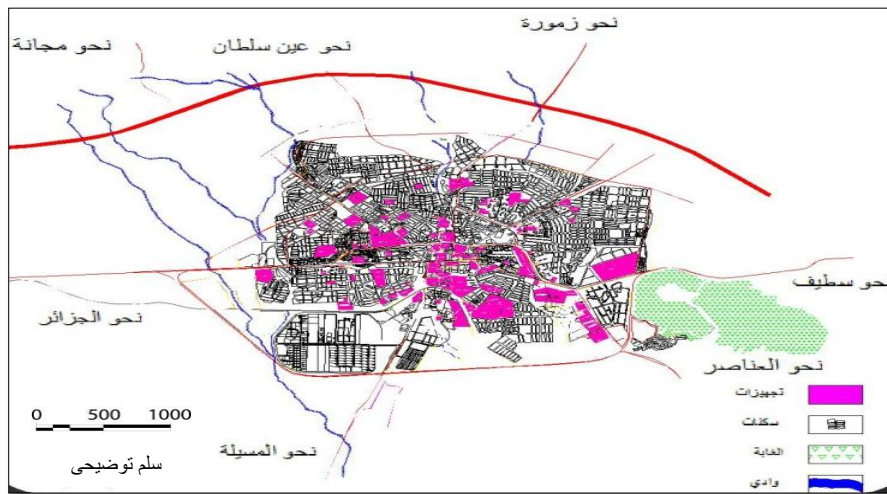 نحو زمورة
نحو عين سلطان
نحو مجانة
نحو سطيف
نحو الجزائر
نحو العناصر
تجهيزات
سكنات
الغابة
وادي
0 500 1000
سلم توضيحي
نحو المسيلة